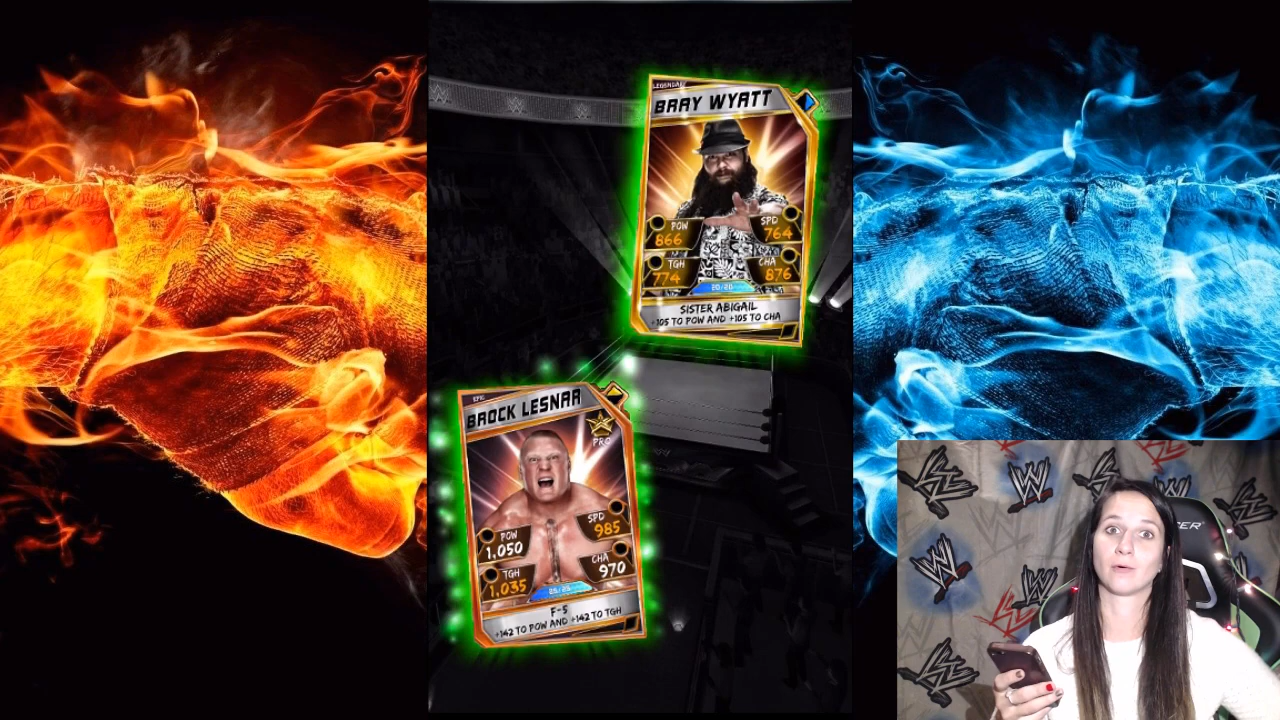 LEGENDARY
BRAY WYATT
POW
866
SPD
764
TGH
774
CHA
876
20/20
SISTER ABIGAIL
+105 TO POW AND +105 TO CHA
EPIC
BROCK LESNAR
PRO
POW
1,050
SPD
985
TGH
1,035
CHA
970
25/25
F-5
+142 TO POW AND +142 TO TGH